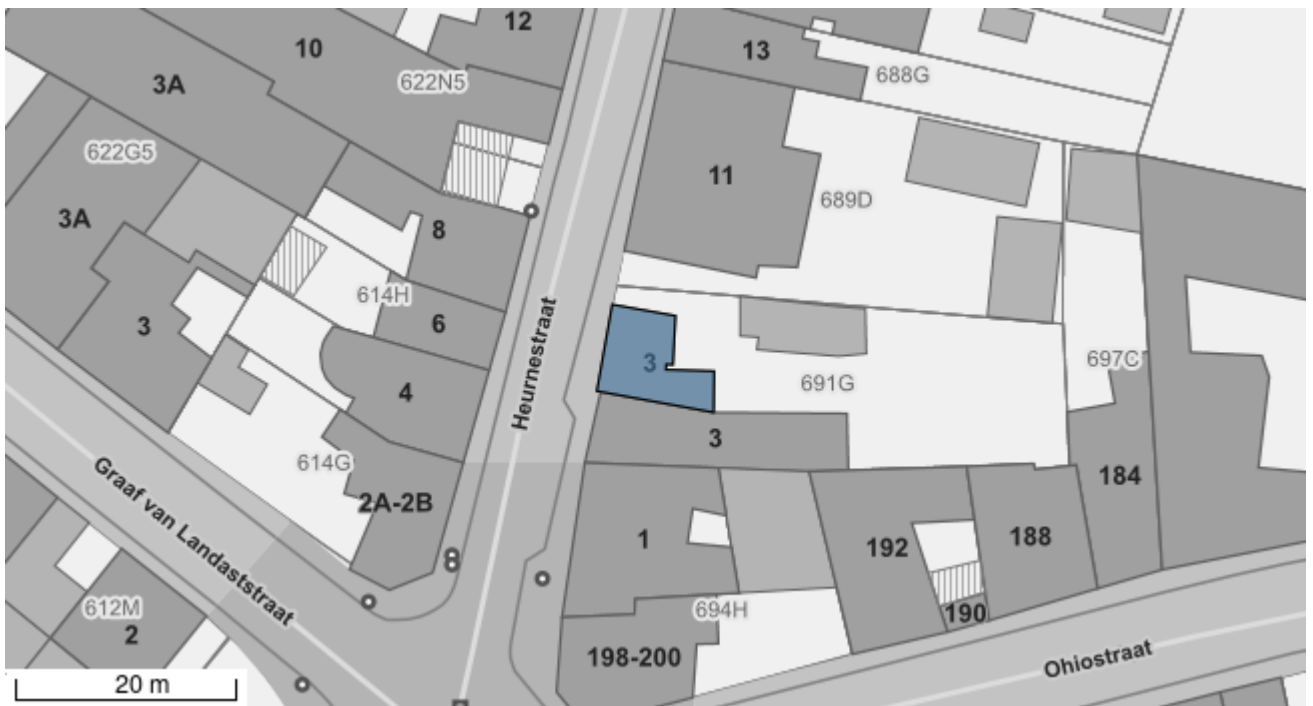 12
10
13
3A
622N5
688G
622G5
11
689D
3A
8
614H
3
6
Heurnestraat
3
697C
691G
4
3
614G
184
2A-2B
Graaf van Landaststraat
1
192
188
612M
2
694H
190
198-200
Ohiostraat
20 m